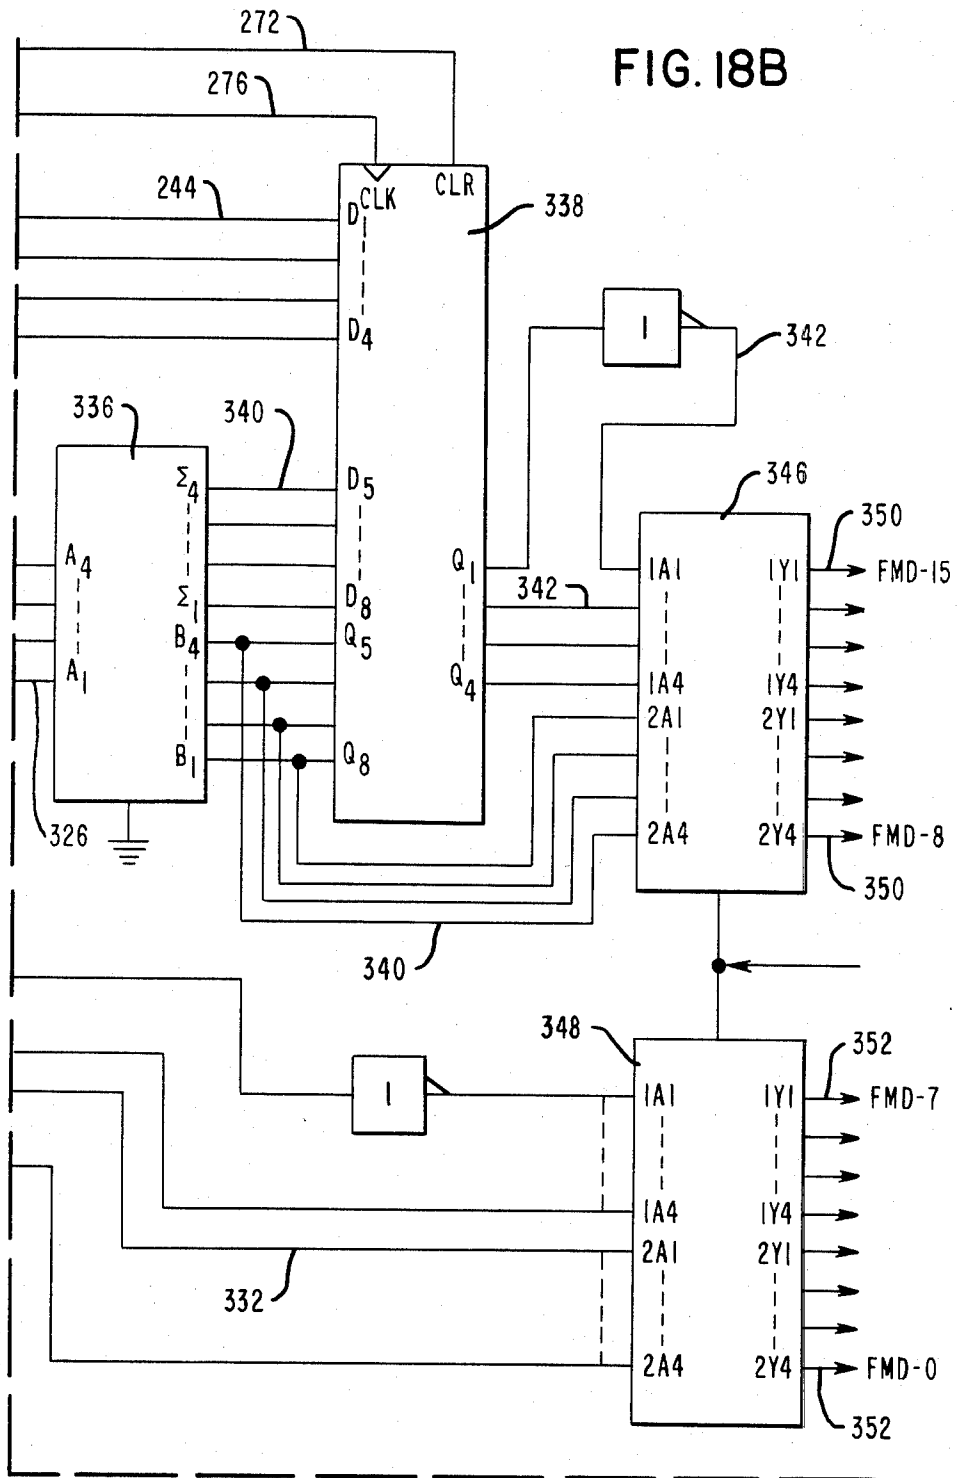 272
FIG. 18B
276
CLK
CLR
244
D1
338
D4
I
342
336
340
Σ4
D5
346
350
A4
Q1
1A1
1Y1
FMD-15
Σ1
D8
342
B4
Q5
A1
Q4
1A4
1Y4
2A1
2Y1
B1
Q8
326
2A4
2Y4
FMD-8
350
340
348
352
I
1A1
1Y1
FMD-7
1A4
1Y4
2A1
2Y1
332
2A4
2Y4
FMD-0
352